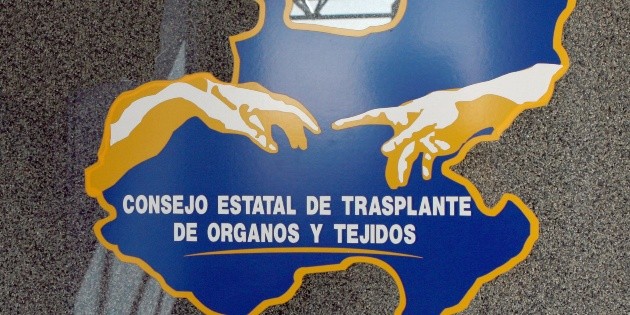 CONSEJO ESTATAL DE TRASPLANTE
DE ORGANOS Y TEJIDOS